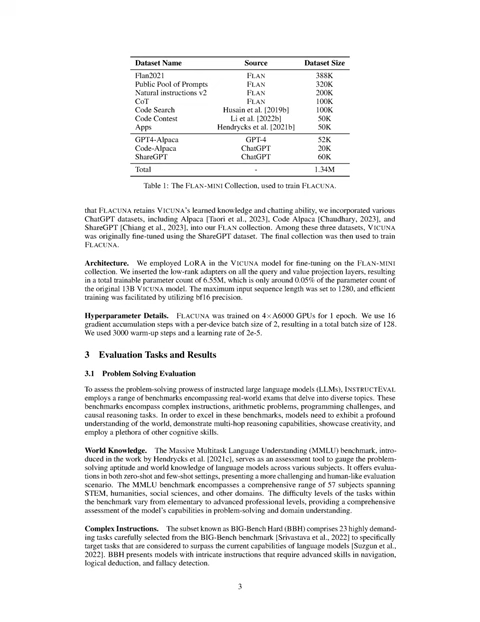 Dataset Name Source Dataset Size
Flan2021 FLAN 388K
Public Pool of Prompts FLAN 320K
Natural instructions v2 FLAN 200K
CoT FLAN 100K
Code Search Husain et al. [2019b] 100K
Code Contest Li et al. [2022b] 50K
Apps Hendrycks et al. [2021b] 50K
GPT4-Alpaca GPT-4 52K
Code-Alpaca ChatGPT 20K
ShareGPT ChatGPT 60K
Total - 1.34M
Table 1: The FLAN-MINI Collection, used to train FLACUNA.
that FLACUNA retains VICUNA's learned knowledge and chatting ability, we incorporated various
ChatGPT datasets, including Alpaca [Taori et al., 2023], Code Alpaca [Chaudhary, 2023], and
ShareGPT [Chiang et al., 2023], into our FLAN collection. Among these three datasets, VICUNA
was originally fine-tuned using the ShareGPT dataset. The final collection was then used to train
FLACUNA.
Architecture. We employed LORA in the VICUNA model for fine-tuning on the FLAN-MINI
collection. We inserted the low-rank adapters on all the query and value projection layers, resulting
in a total trainable parameter count of 6.55M, which is only around 0.05% of the parameter count of
the original 13B VICUNA model. The maximum input sequence length was set to 1280, and efficient
training was facilitated by utilizing bf16 precision.
Hyperparameter Details. FLACUNA was trained on 4×A6000 GPUs for 1 epoch. We use 16
gradient accumulation steps with a per-device batch size of 2, resulting in a total batch size of 128.
We used 3000 warm-up steps and a learning rate of 2e-5.
3 Evaluation Tasks and Results
3.1 Problem Solving Evaluation
To assess the problem-solving prowess of instructed large language models (LLMs), INSTRUCTEVAL
employs a range of benchmarks encompassing real-world exams that delve into diverse topics. These
benchmarks encompass complex instructions, arithmetic problems, programming challenges, and
causal reasoning tasks. In order to excel in these benchmarks, models need to exhibit a profound
understanding of the world, demonstrate multi-hop reasoning capabilities, showcase creativity, and
employ a plethora of other cognitive skills.
World Knowledge. The Massive Multitask Language Understanding (MMLU) benchmark, intro-
duced in the work by Hendrycks et al. [2021c], serves as an assessment tool to gauge the problem-
solving aptitude and world knowledge of language models across various subjects. It offers evalua-
tions in both zero-shot and few-shot settings, presenting a more challenging and human-like evaluation
scenario. The MMLU benchmark encompasses a comprehensive range of 57 subjects spanning
STEM, humanities, social sciences, and other domains. The difficulty levels of the tasks within
the benchmark vary from elementary to advanced professional levels, providing a comprehensive
assessment of the model's capabilities in problem-solving and domain understanding.
Complex Instructions. The subset known as BIG-Bench Hard (BBH) comprises 23 highly demand-
ing tasks carefully selected from the BIG-Bench benchmark [Srivastava et al., 2022] to specifically
target tasks that are considered to surpass the current capabilities of language models [Suzgun et al.,
2022]. BBH presents models with intricate instructions that require advanced skills in navigation,
logical deduction, and fallacy detection.
3